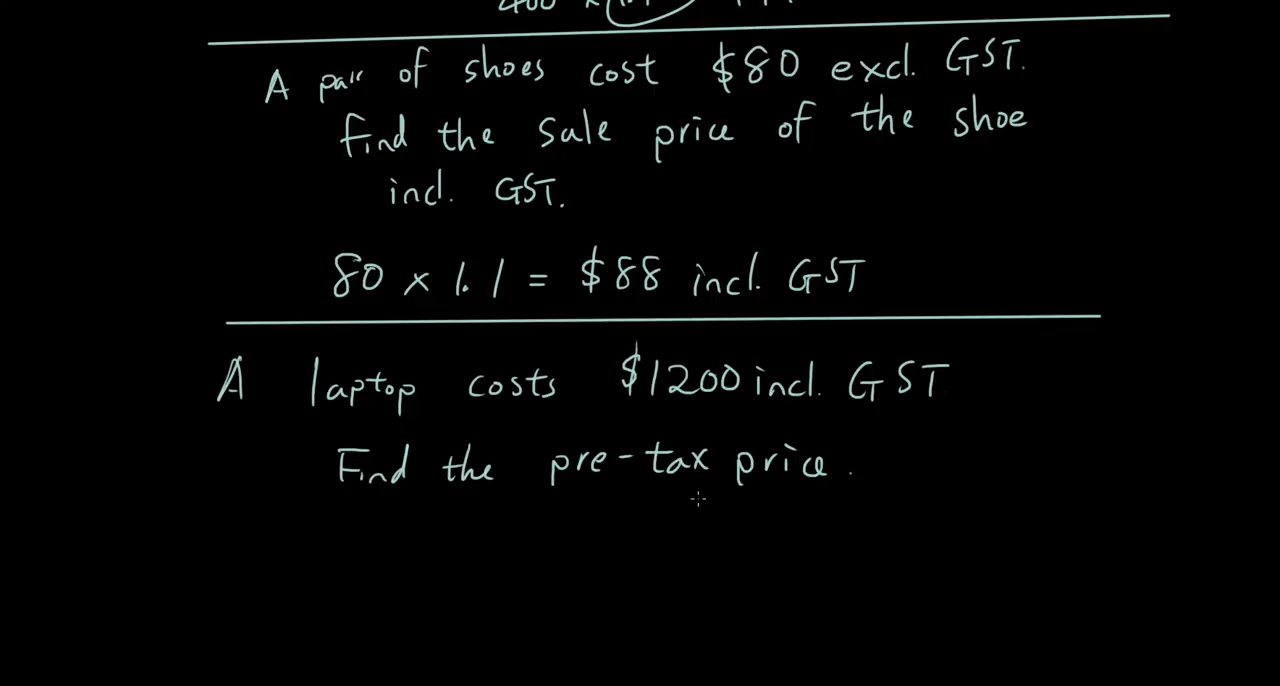 400 ×
A pair of shoes cost $80 excl. GST.
Find the sale price of the shoe
incl. GST.
80 × 1.1 = $88 incl. GST
A laptop costs $1200 incl. GST
Find the pre-tax price.